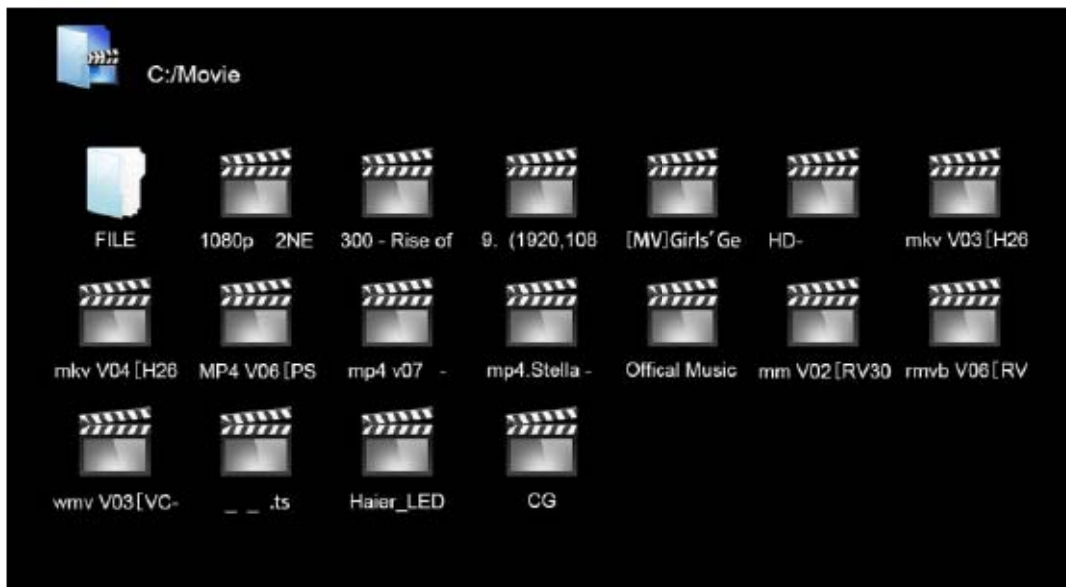 C:/Movie
FILE 1080p 2NE 300 - Rise of 9. (1920,108 [MV]Girls´Ge HD- mkv V03[H26
mkv V04[H26 MP4 V06[PS mp4 v07 - mp4.Stella - Offical Music mm V02[RV30 rmvb V06[RV
wmv V03[VC- _ _ .ts Haier_LED CG